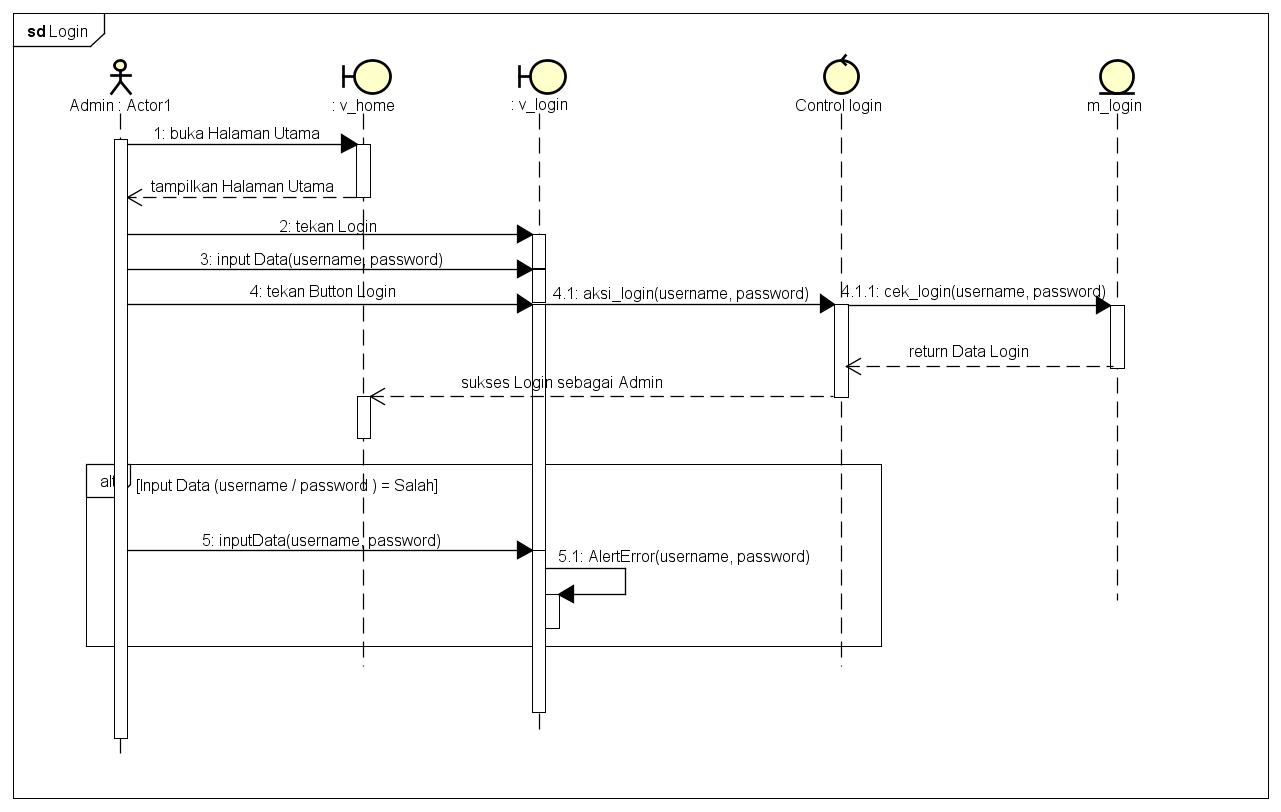 sd Login
Admin : Actor1
: v_home
: v_login
Control login
m_login
1: buka Halaman Utama
tampilkan Halaman Utama
2: tekan Login
3: input Data(username, password)
4: tekan Button Login
4.1: aksi_login(username, password)
4.1.1: cek_login(username, password)
return Data Login
sukses Login sebagai Admin
alt
[Input Data (username / password ) = Salah]
5: inputData(username, password)
5.1: AlertError(username, password)